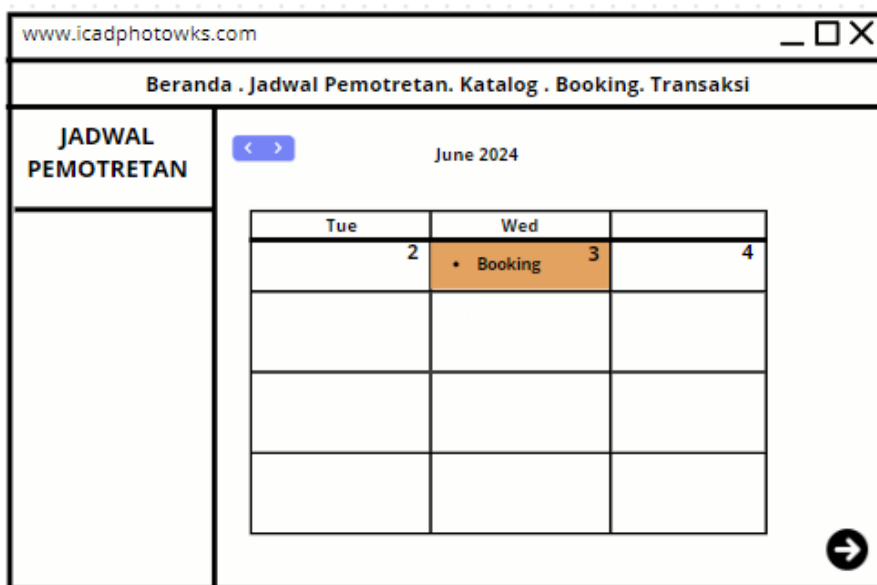 www.icadphotowks.com
Beranda . Jadwal Pemotretan. Katalog . Booking. Transaksi
JADWAL
PEMOTRETAN
June 2024
Tue Wed
2 • Booking 3 4